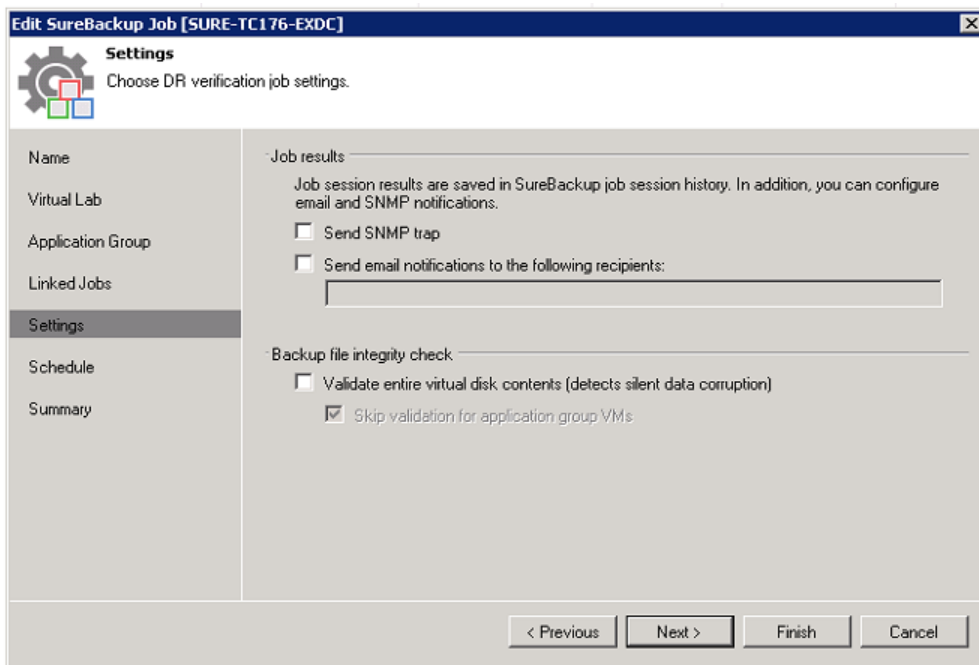 Edit SureBackup Job [SURE-TC176-EXDC]
Settings
Choose DR verification job settings.
Name
Virtual Lab
Application Group
Linked Jobs
Settings
Schedule
Summary
Job results
Job session results are saved in SureBackup job session history. In addition, you can configure
email and SNMP notifications.
Send SNMP trap
Send email notifications to the following recipients:
Backup file integrity check
Validate entire virtual disk contents (detects silent data corruption)
Skip validation for application group VMs
< Previous
Next >
Finish
Cancel